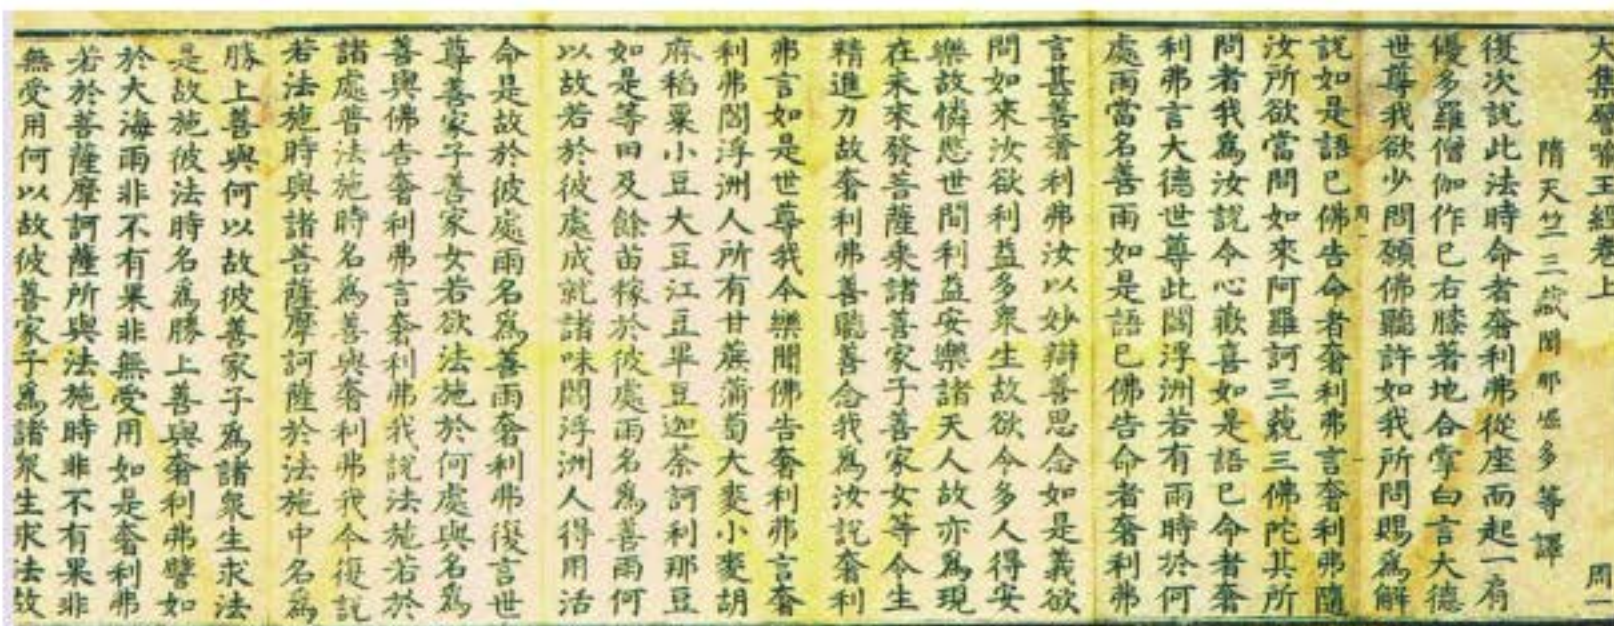 大集譬喻王經卷上 周一
隋天竺三藏闍那崛多等譯
復次說此法時命者奢利弗從座而起一肩
優多羅僧伽作已右膝著地合掌白言大德
世尊我欲少問願佛聽許如我所問賜為解
說如是語已佛告命者奢利弗言奢利弗隨
汝所欲當問如來阿羅訶三藐三佛陀其所
問者我為汝說令心歡喜如是語已命者奢
利弗言大德世尊此閻浮洲若有雨時於何
處雨當名善雨如是語已佛告命者奢利弗
言甚善奢利弗汝以妙辯善思念如是義欲
問如來汝欲利益多眾生故欲令多人得安
樂故憐愍世間利益安樂諸天人故亦為現
在未來發菩薩乘諸善家子善家女等令生
精進力故奢利弗善聽善念我為汝說奢利
弗言如是世尊我今樂聞佛告奢利弗言奢
利弗閻浮洲人所有甘蔗蒲萄大麥小麥胡
麻稻粟小豆大豆江豆畢豆迦荼訶利那豆
如是等田及餘苗稼於彼處雨名為善雨何
以故若於彼處成就諸味閻浮洲人得用活
命是故於彼處雨名為善雨奢利弗復言世
尊善家子善家女若欲法施於何處與名為
善與佛告奢利弗言奢利弗我說法施若於
諸處普法施時名為善與奢利弗我今復說
若法施時與諸菩薩摩訶薩於法施中名為
勝上善與何以故彼善家子為諸眾生求法
是故施彼法時名為勝上善與奢利弗譬如
於大海雨非不有果非無受用如是奢利弗
若於菩薩摩訶薩所與法施時非不有果非
無受用何以故彼善家子為諸眾生求法故